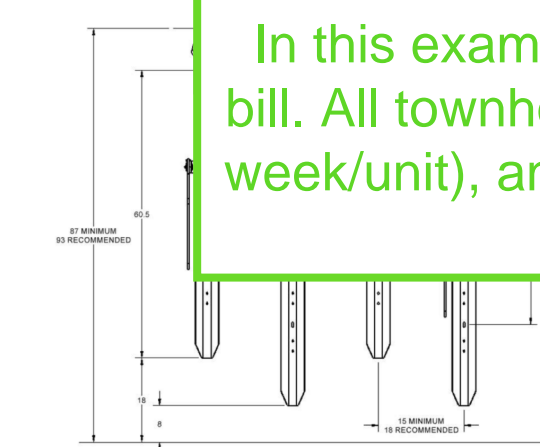 In this exam
bill. All townh
week/unit), a
60.5
87 MINIMUM
93 RECOMMENDED
18
8
15 MINIMUM
18 RECOMMENDED